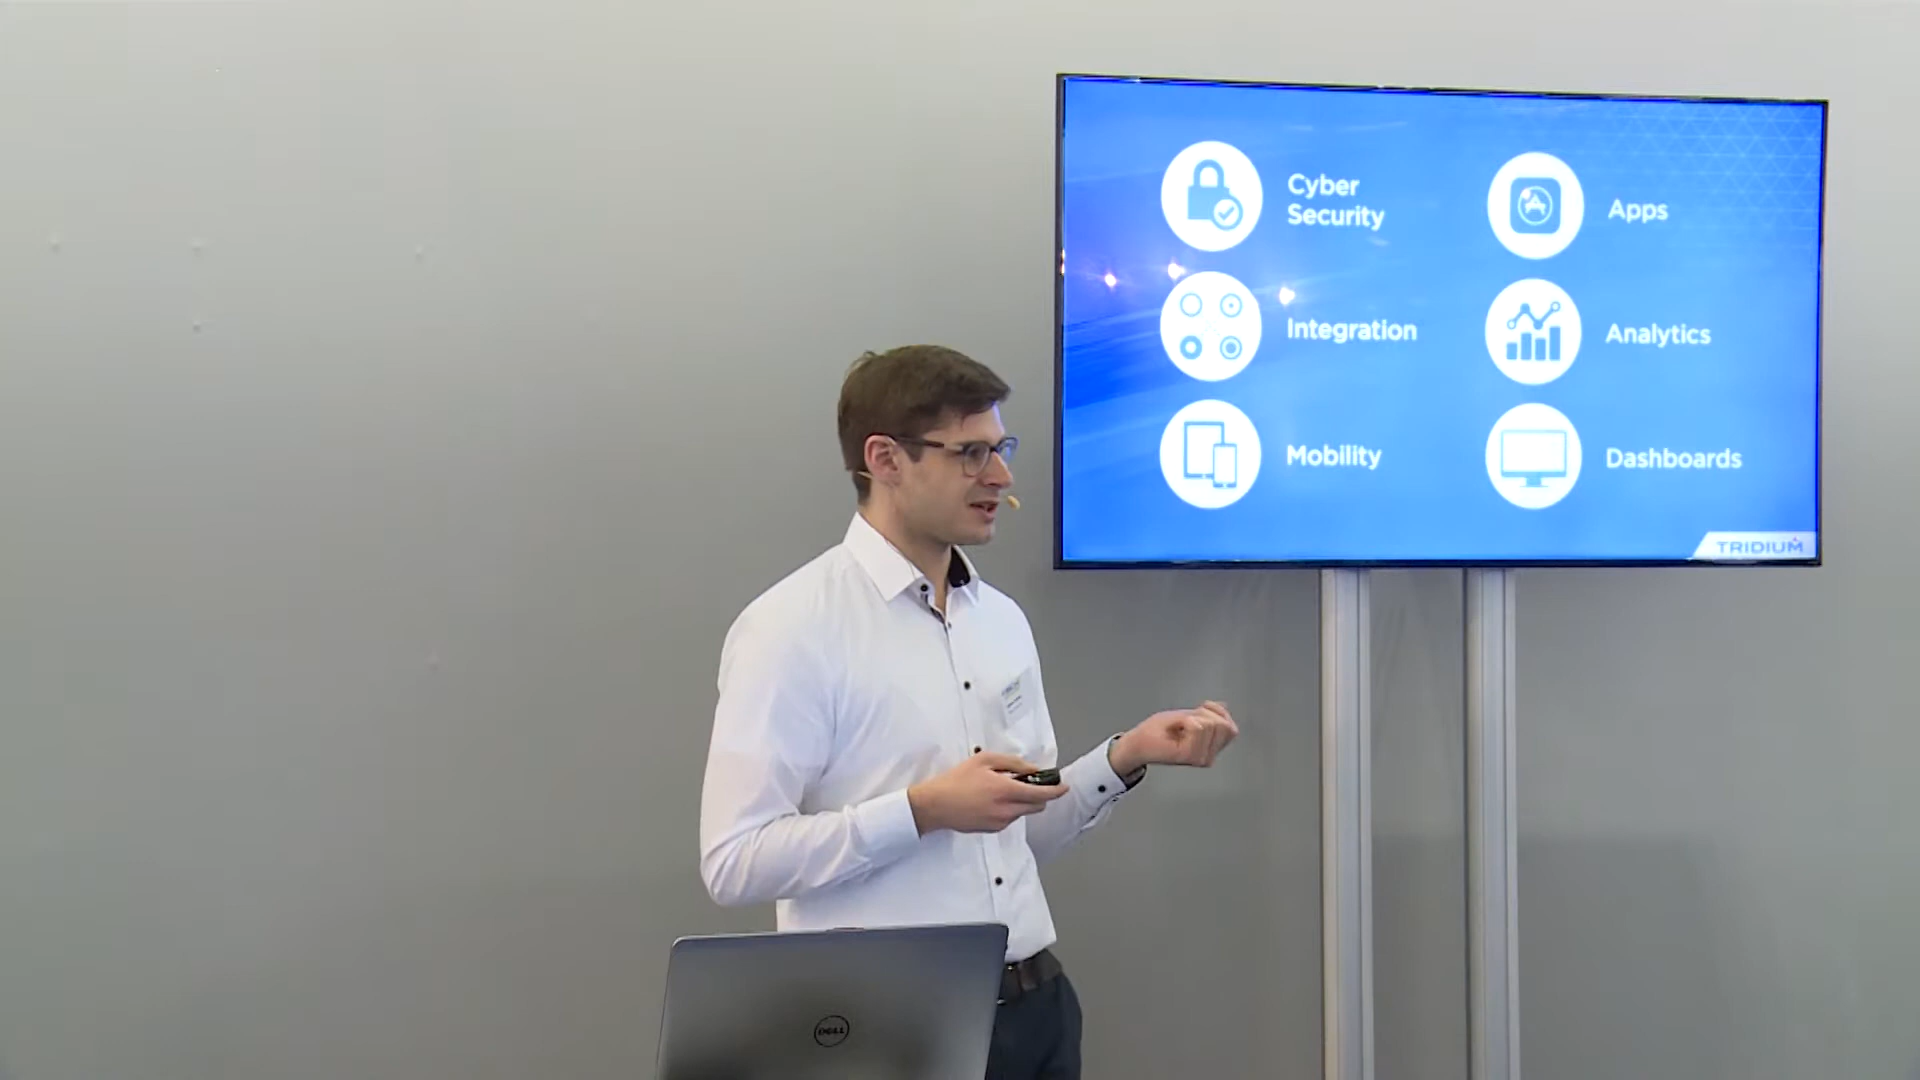 Cyber
Security
Apps
Integration
Analytics
Mobility
Dashboards
TRIDIUM
DELL